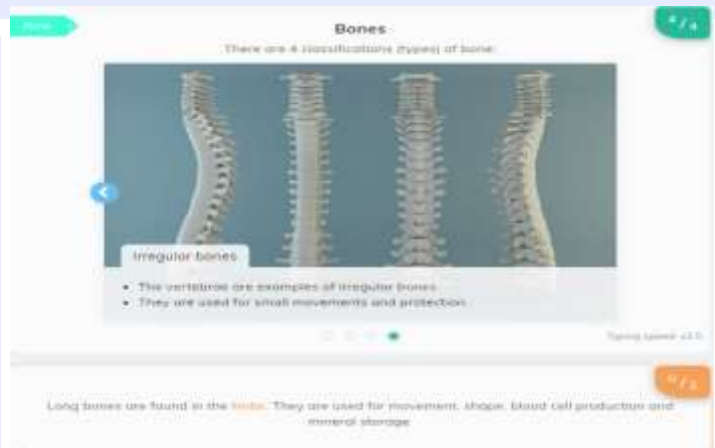 Bones
There are 4 classifications (types) of bone:
4/4
Irregular bones
The vertebrae are examples of irregular bones
They are used for small movements and protection
Long bones are found in the limbs. They are used for movement, shape, blood cell production and
mineral storage